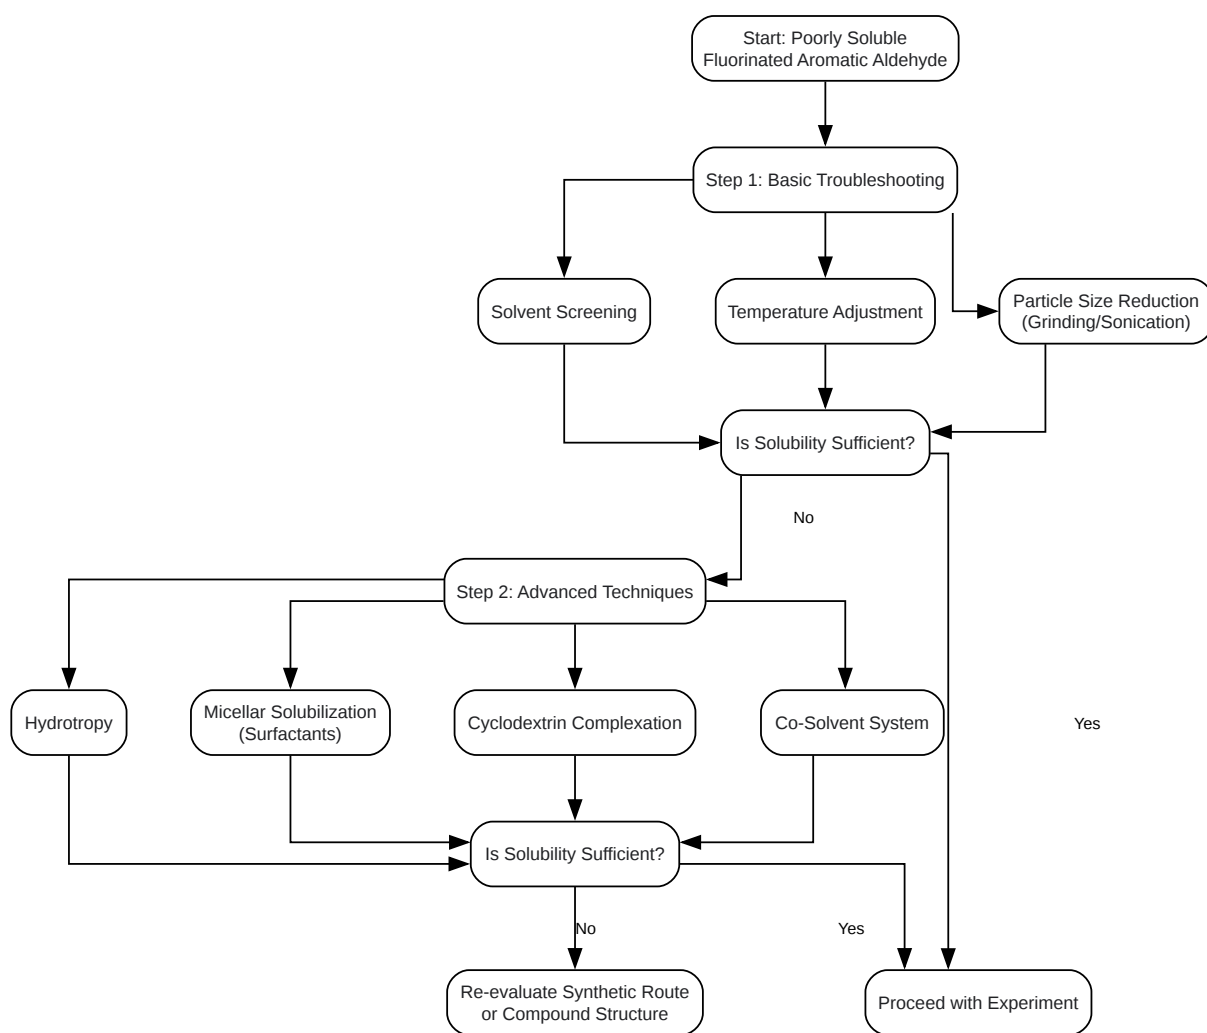 Start: Poorly Soluble
Fluorinated Aromatic Aldehyde
Step 1: Basic Troubleshooting
Solvent Screening
Temperature Adjustment
Particle Size Reduction
(Grinding/Sonication)
Is Solubility Sufficient?
No
Step 2: Advanced Techniques
Hydrotropy
Micellar Solubilization
(Surfactants)
Cyclodextrin Complexation
Co-Solvent System
Yes
Is Solubility Sufficient?
No
Yes
Re-evaluate Synthetic Route
or Compound Structure
Proceed with Experiment